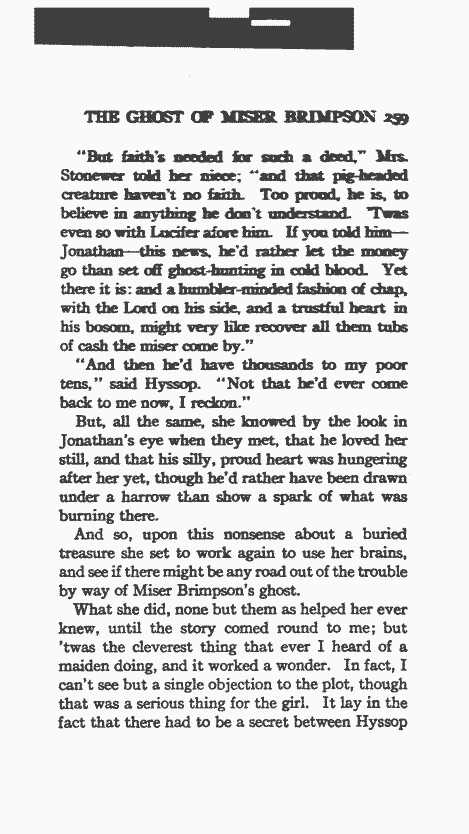 THE GHOST OF MISER BRIMPSON 259
"But faith's needed for such a deed," Mrs.
Stonewer told her niece; "and that pig-headed
creature haven't no faith. Too proud, he is, to
believe in anything he don't understand. 'Twas
even so with Lucifer afore him. If you told him—
Jonathan—this news, he'd rather let the money
go than set off ghost-hunting in cold blood. Yet
there it is: and a humbler-minded fashion of chap,
with the Lord on his side, and a trustful heart in
his bosom, might very like recover all them tubs
of cash the miser come by."
"And then he'd have thousands to my poor
tens," said Hyssop. "Not that he'd ever come
back to me now, I reckon."
But, all the same, she knowed by the look in
Jonathan's eye when they met, that he loved her
still, and that his silly, proud heart was hungering
after her yet, though he'd rather have been drawn
under a harrow than show a spark of what was
burning there.
And so, upon this nonsense about a buried
treasure she set to work again to use her brains,
and see if there might be any road out of the trouble
by way of Miser Brimpson's ghost.
What she did, none but them as helped her ever
knew, until the story comed round to me; but
'twas the cleverest thing that ever I heard of a
maiden doing, and it worked a wonder. In fact, I
can't see but a single objection to the plot, though
that was a serious thing for the girl. It lay in the
fact that there had to be a secret between Hyssop